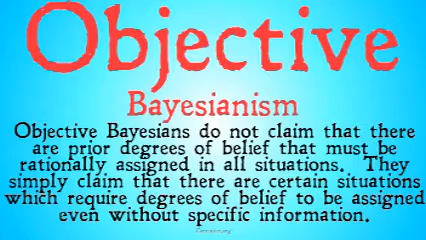 Objective
Bayesianism
Objective Bayesians do not claim that there
are prior degrees of belief that must be
rationally assigned in all situations. They
simply claim that there are certain situations
which require degrees of belief to be assigned
even without specific information.